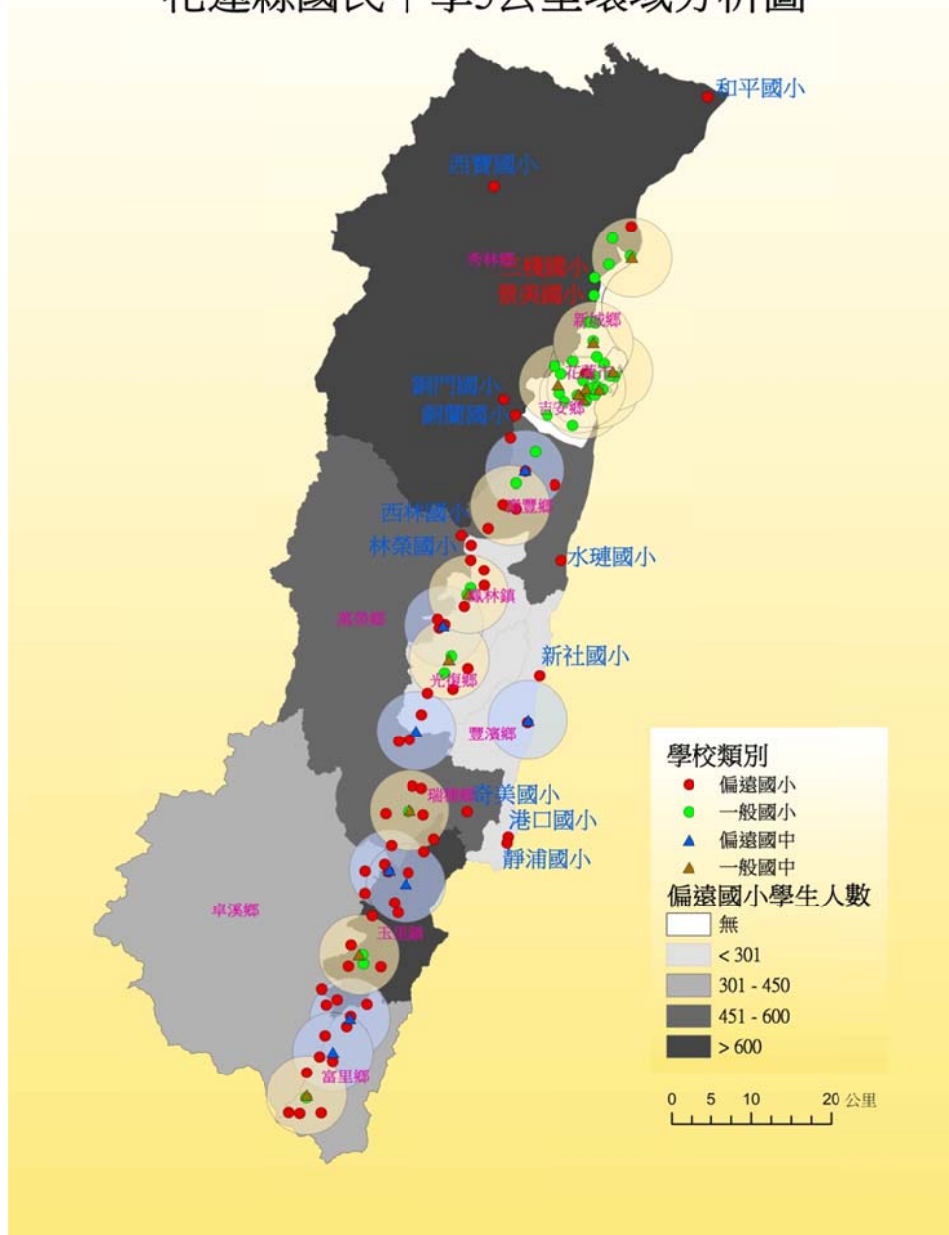 花蓮縣國民中學5公里環域分析圖
和平國小
西寶國小
秀林鄉
三棧國小
景美國小
新城鄉
花蓮市
銅門國小
銅蘭國小
吉安鄉
壽豐鄉
西林國小
林榮國小
水璉國小
鳳林鎮
萬榮鄉
新社國小
光復鄉
豐濱鄉
瑞穗鄉
奇美國小
港口國小
靜浦國小
卓溪鄉
玉里鎮
富里鄉
學校類別
偏遠國小
一般國小
偏遠國中
一般國中
偏遠國小學生人數
無
< 301
301 - 450
451 - 600
> 600
0 5 10 20 公里